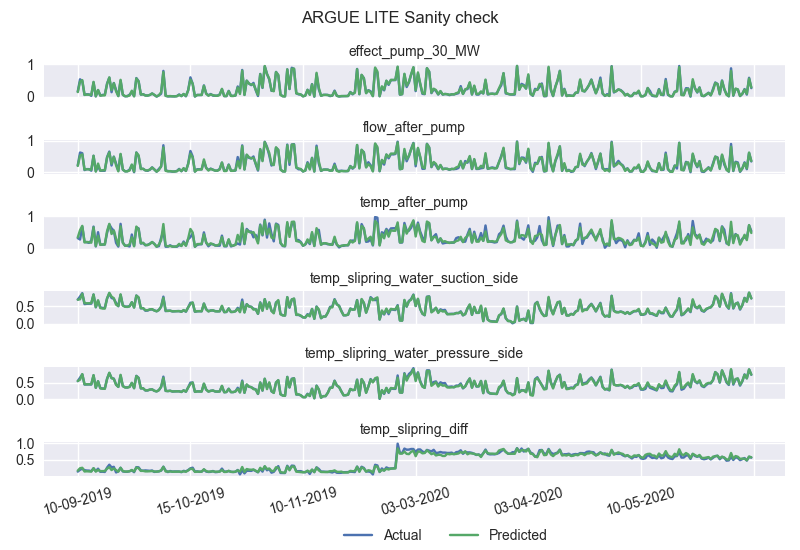 ARGUE LITE Sanity check
effect_pump_30_MW
1
0
flow_after_pump
1
0
temp_after_pump
1
0
temp_slipring_water_suction_side
0.5
0.0
temp_slipring_water_pressure_side
0.5
0.0
temp_slipring_diff
1.0
0.5
10-09-2019 15-10-2019 10-11-2019 03-03-2020 03-04-2020 10-05-2020
Actual Predicted